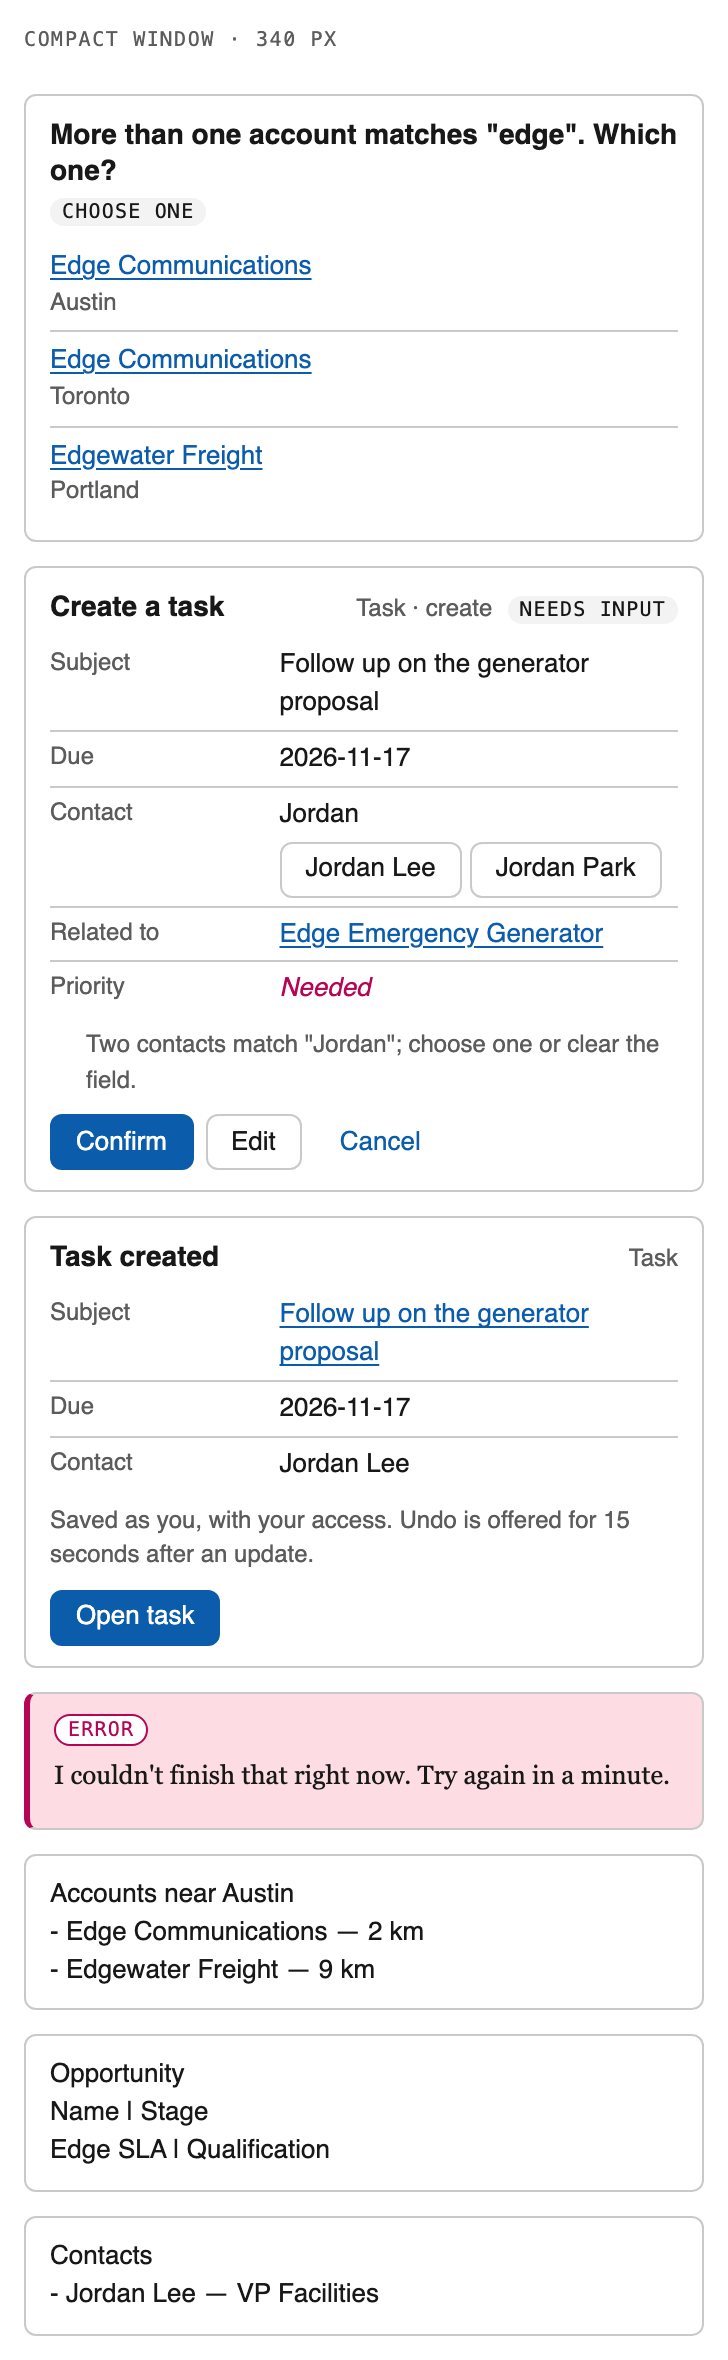 COMPACT WINDOW · 340 PX
More than one account matches "edge". Which
one?
CHOOSE ONE
Edge Communications
Austin
Edge Communications
Toronto
Edgewater Freight
Portland
Create a task Task · create NEEDS INPUT
Subject Follow up on the generator
proposal
Due 2026-11-17
Contact Jordan
Jordan Lee Jordan Park
Related to Edge Emergency Generator
Priority Needed
Two contacts match "Jordan"; choose one or clear the
field.
Confirm Edit Cancel
Task created Task
Subject Follow up on the generator
proposal
Due 2026-11-17
Contact Jordan Lee
Saved as you, with your access. Undo is offered for 15
seconds after an update.
Open task
ERROR
I couldn't finish that right now. Try again in a minute.
Accounts near Austin
- Edge Communications — 2 km
- Edgewater Freight — 9 km
Opportunity
Name | Stage
Edge SLA | Qualification
Contacts
- Jordan Lee — VP Facilities